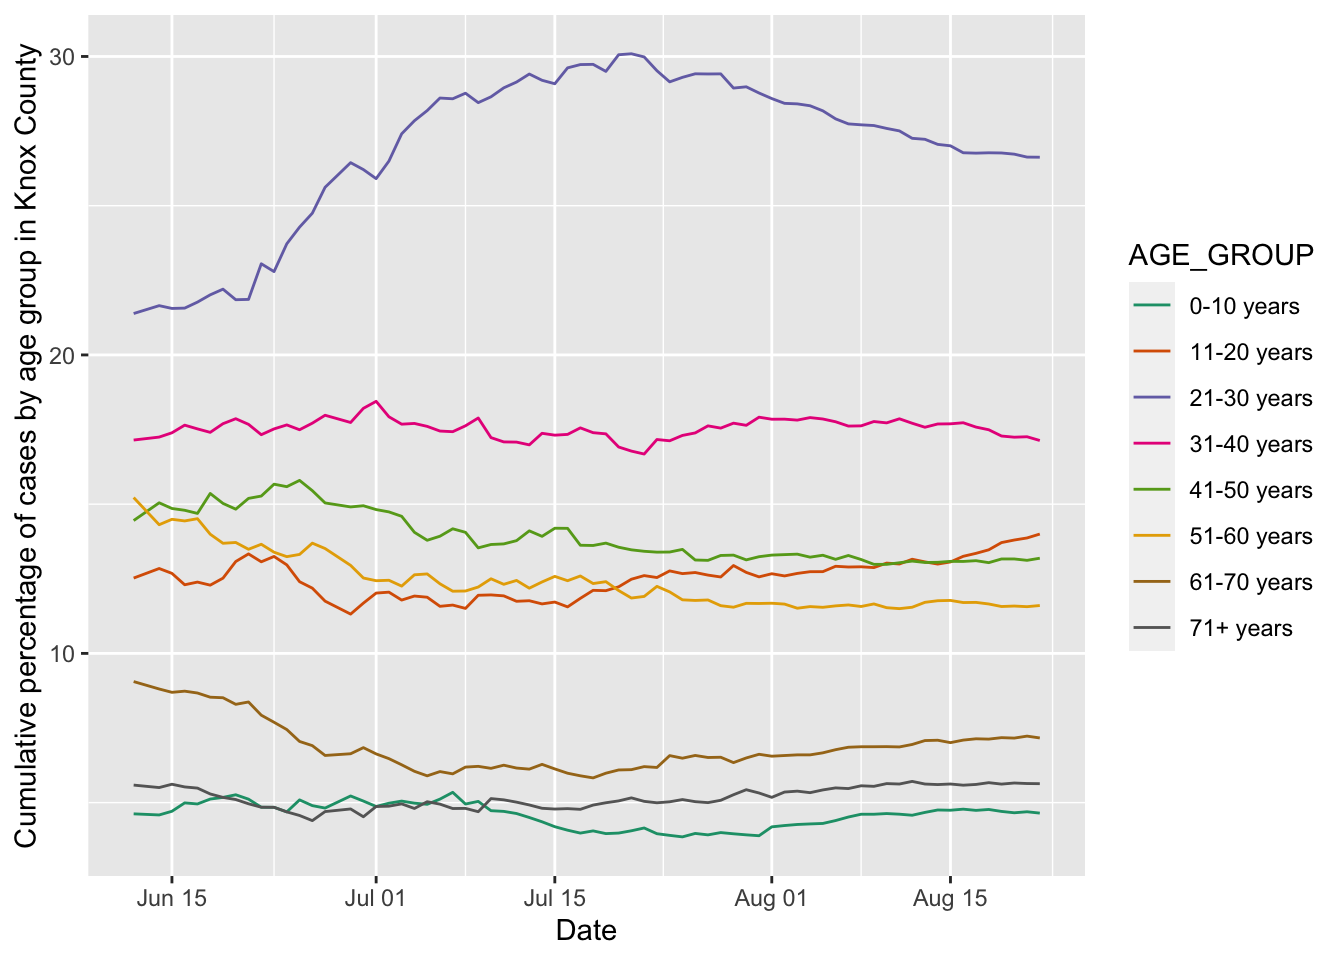 Cumulative percentage of cases by age group in Knox County
30
20
10
Jun 15
Jul 01
Jul 15
Aug 01
Aug 15
Date
AGE_GROUP
0-10 years
11-20 years
21-30 years
31-40 years
41-50 years
51-60 years
61-70 years
71+ years